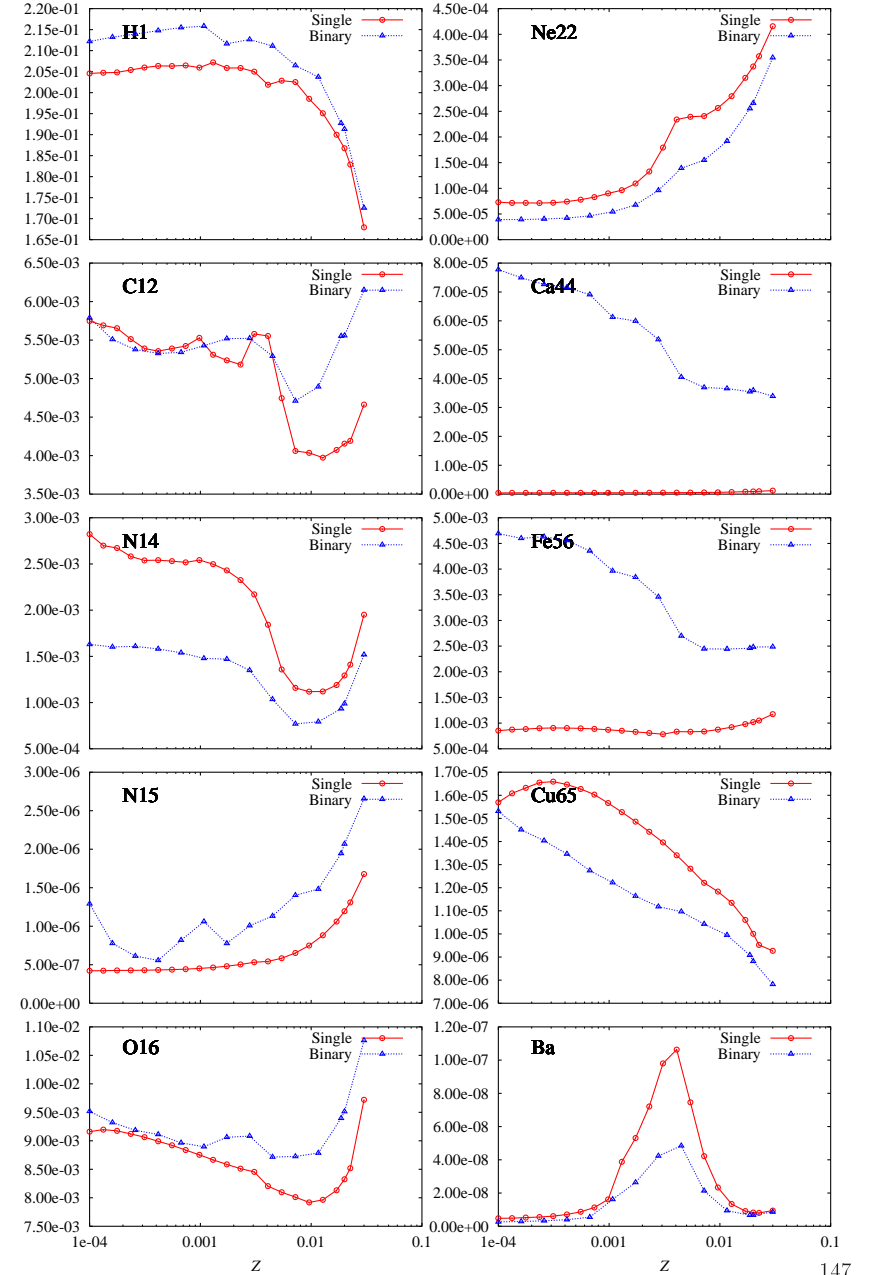 2.20e-01
2.15e-01
2.10e-01
2.05e-01
2.00e-01
1.95e-01
1.90e-01
1.85e-01
1.80e-01
1.75e-01
1.70e-01
1.65e-01
H1
Single
Binary
4.50e-04
4.00e-04
3.50e-04
3.00e-04
2.50e-04
2.00e-04
1.50e-04
1.00e-04
5.00e-05
0.00e+00
Ne22
Single
Binary
6.50e-03
6.00e-03
5.50e-03
5.00e-03
4.50e-03
4.00e-03
3.50e-03
C12
Single
Binary
8.00e-05
7.00e-05
6.00e-05
5.00e-05
4.00e-05
3.00e-05
2.00e-05
1.00e-05
0.00e+00
Ca44
Single
Binary
3.00e-03
2.50e-03
2.00e-03
1.50e-03
1.00e-03
5.00e-04
N14
Single
Binary
5.00e-03
4.50e-03
4.00e-03
3.50e-03
3.00e-03
2.50e-03
2.00e-03
1.50e-03
1.00e-03
5.00e-04
Fe56
Single
Binary
3.00e-06
2.50e-06
2.00e-06
1.50e-06
1.00e-06
5.00e-07
0.00e+00
N15
Single
Binary
1.70e-05
1.60e-05
1.50e-05
1.40e-05
1.30e-05
1.20e-05
1.10e-05
1.00e-05
9.00e-06
8.00e-06
7.00e-06
Cu65
Single
Binary
1.10e-02
1.05e-02
1.00e-02
9.50e-03
9.00e-03
8.50e-03
8.00e-03
7.50e-03
O16
Single
Binary
1e-04 0.001 0.01 0.1
Z
1.20e-07
1.00e-07
8.00e-08
6.00e-08
4.00e-08
2.00e-08
0.00e+00
Ba
Single
Binary
1e-04 0.001 0.01 0.1
Z
147